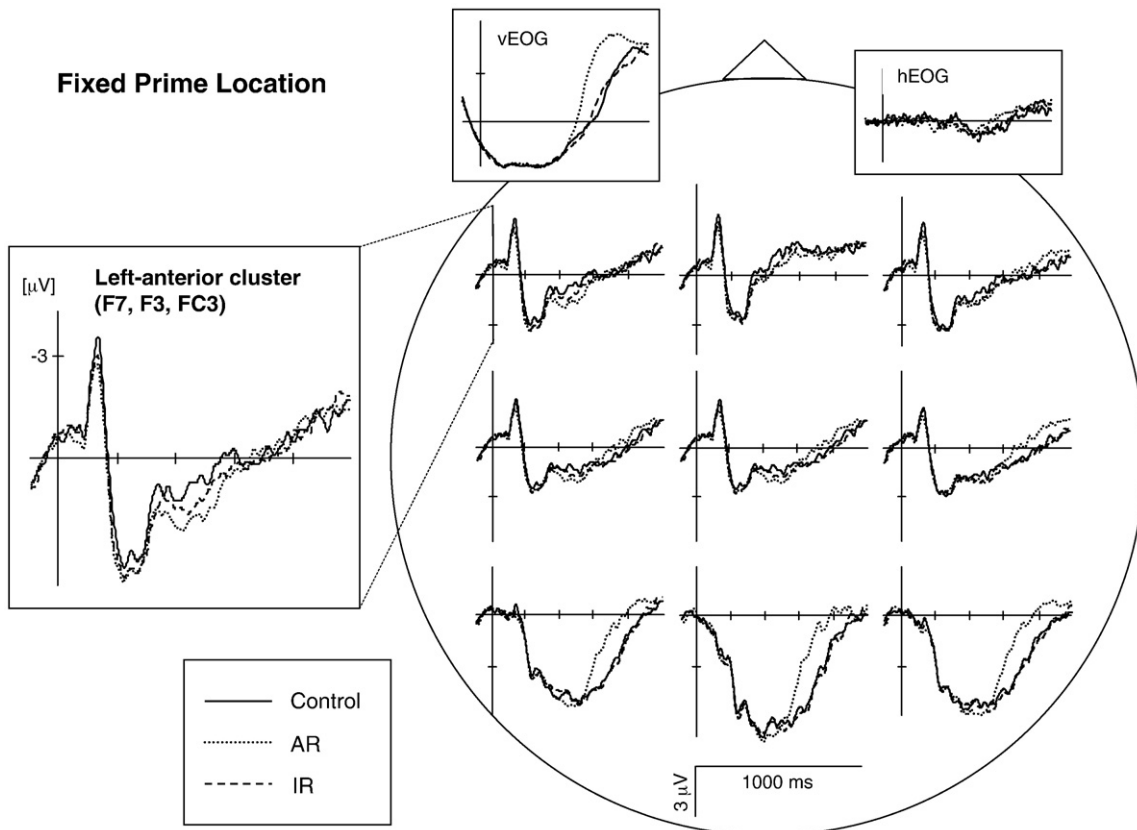 vEOG
hEOG
Fixed Prime Location
[µV]
Left-anterior cluster
(F7, F3, FC3)
-3
Control
AR
IR
3 µV
1000 ms